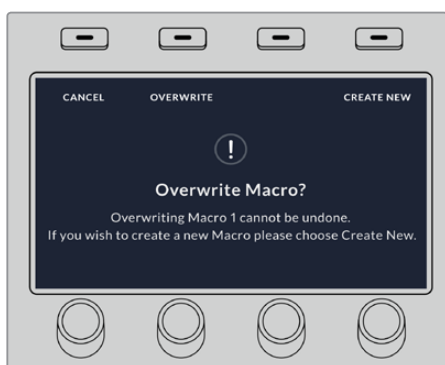 CANCEL OVERWRITE CREATE NEW
!
Overwrite Macro?
Overwriting Macro 1 cannot be undone.
If you wish to create a new Macro please choose Create New.